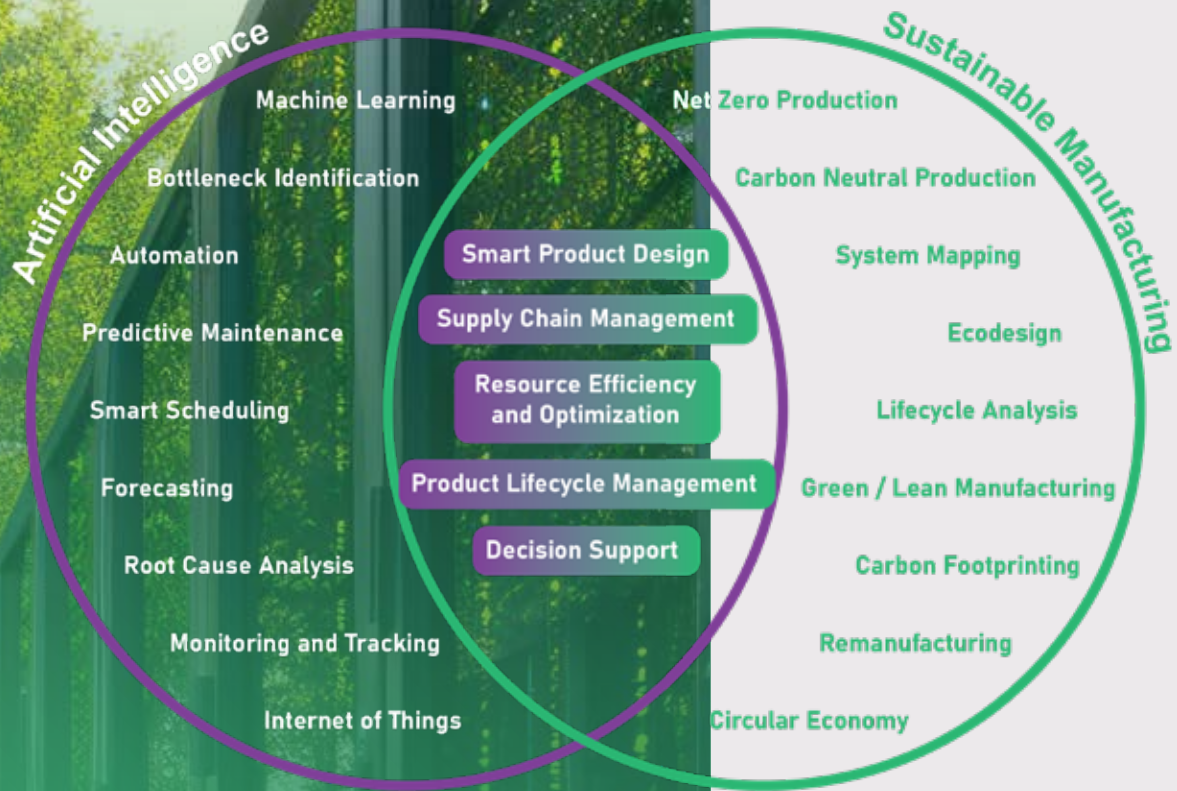 Artificial Intelligence
Machine Learning
Bottleneck Identification
Automation
Predictive Maintenance
Smart Scheduling
Forecasting
Root Cause Analysis
Monitoring and Tracking
Internet of Things
Smart Product Design
Supply Chain Management
Resource Efficiency
and Optimization
Product Lifecycle Management
Decision Support
Sustainable Manufacturing
Net Zero Production
Carbon Neutral Production
System Mapping
Ecodesign
Lifecycle Analysis
Green / Lean Manufacturing
Carbon Footprinting
Remanufacturing
Circular Economy